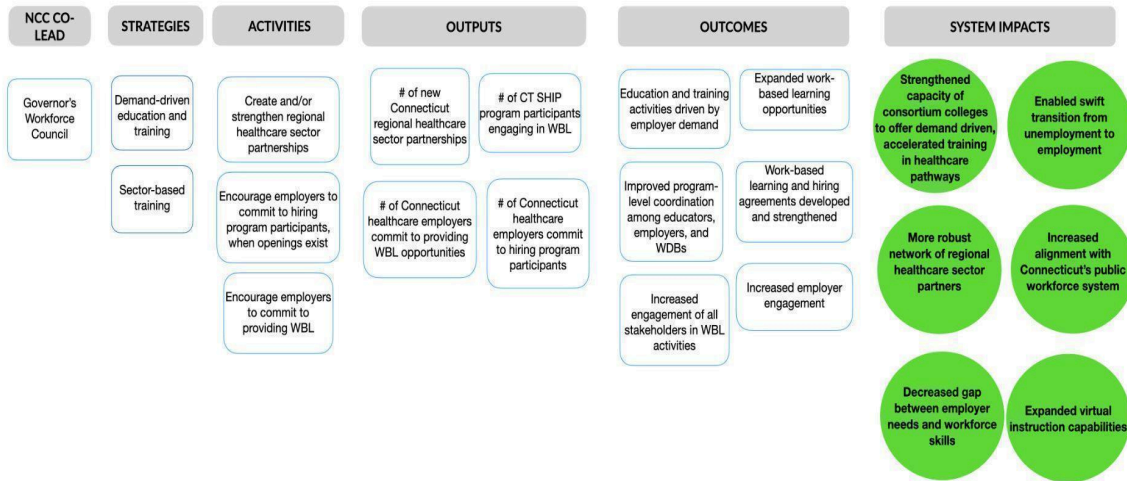 NCC CO-
LEAD
STRATEGIES
ACTIVITIES
OUTPUTS
OUTCOMES
SYSTEM IMPACTS
Governor's
Workforce
Council
Demand-driven
education and
training
Sector-based
training
Create and/or
strengthen regional
healthcare sector
partnerships
Encourage employers to
commit to hiring
program participants,
when openings exist
Encourage employers
to commit to
providing WBL
# of new
Connecticut
regional healthcare
sector partnerships
# of CT SHIP
program participants
engaging in WBL
# of Connecticut
healthcare employers
commit to providing
WBL opportunities
# of Connecticut
healthcare
employers commit
to hiring program
participants
Education and training
activities driven by
employer demand
Expanded work-
based learning
opportunities
Improved program-
level coordination
among educators,
employers, and
WDBs
Work-based
learning and hiring
agreements developed
and strengthened
Increased
engagement of all
stakeholders in WBL
activities
Increased employer
engagement
Strengthened
capacity of
consortium colleges
to offer demand driven,
accelerated training
in healthcare
pathways
Enabled swift
transition from
unemployment to
employment
More robust
network of regional
healthcare sector
partners
Increased
alignment with
Connecticut's public
workforce system
Decreased gap
between employer
needs and workforce
skills
Expanded virtual
instruction capabilities